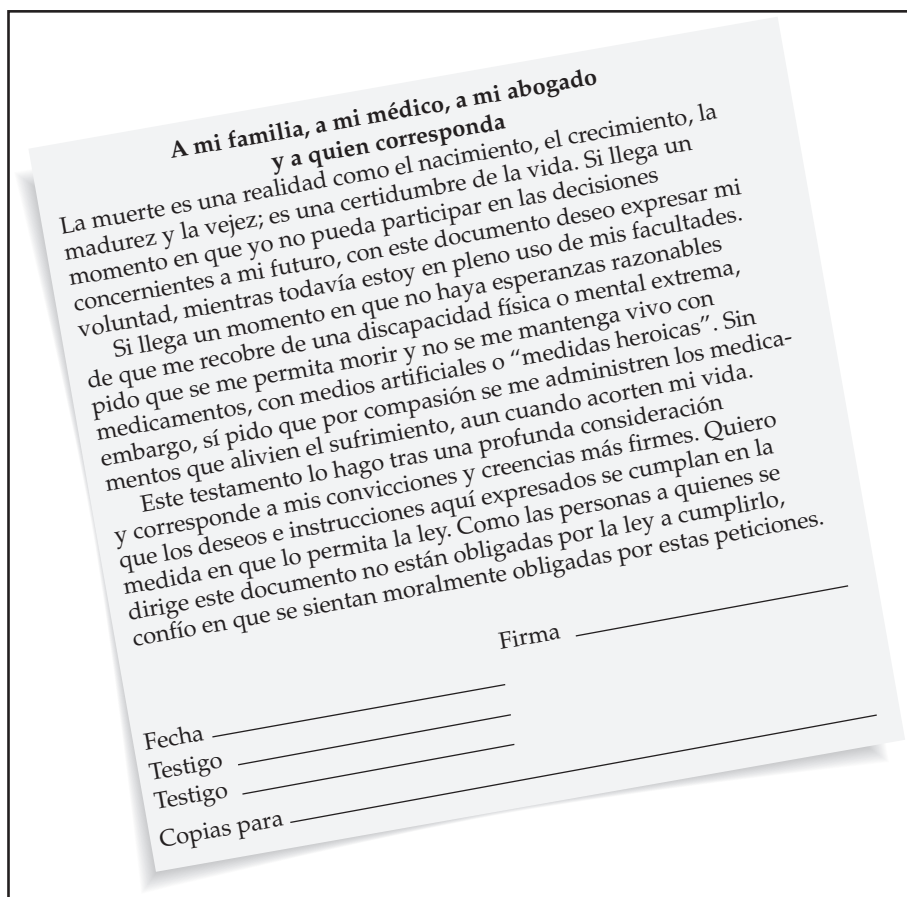 A mi familia, a mi médico, a mi abogado
y a quien corresponda
La muerte es una realidad como el nacimiento, el crecimiento, la
madurez y la vejez; es una certidumbre de la vida. Si llega un
momento en que yo no pueda participar en las decisiones
concernientes a mi futuro, con este documento deseo expresar mi
voluntad, mientras todavía estoy en pleno uso de mis facultades.
Si llega un momento en que no haya esperanzas razonables
de que me recobre de una discapacidad física o mental extrema,
pido que se me permita morir y no se me mantenga vivo con
medicamentos, con medios artificiales o “medidas heroicas”. Sin
embargo, sí pido que por compasión se me administren los medica-
mentos que alivien el sufrimiento, aun cuando acorten mi vida.
Este testamento lo hago tras una profunda consideración
y corresponde a mis convicciones y creencias más firmes. Quiero
que los deseos e instrucciones aquí expresados se cumplan en la
medida en que lo permita la ley. Como las personas a quienes se
dirige este documento no están obligadas por la ley a cumplirlo,
confío en que se sientan moralmente obligadas por estas peticiones.
Firma
Fecha
Testigo
Testigo
Copias para